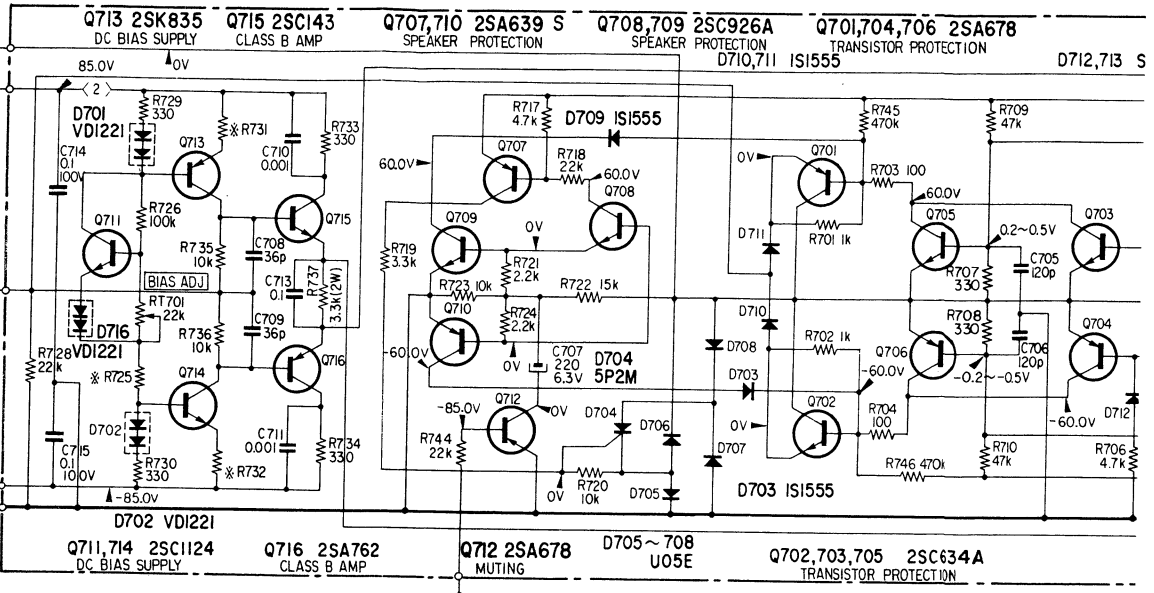 Q713 2SK835
DC BIAS SUPPLY
Q715 2SC143
CLASS B AMP
Q707,710 2SA639 S
SPEAKER PROTECTION
Q708,709 2SC926A
SPEAKER PROTECTION
D710,711 IS1555
Q701,704,706 2SA678
TRANSISTOR PROTECTION
D712,713 S
85.0V
0V
2
R729
330
D701
VD1221
C714
0.1
100V
Q713
※R731
C710
0.001
R733
330
R717
4.7k
D709 IS1555
R745
470k
R709
47k
60.0V
Q707
R718
22k
60.0V
Q708
0V
Q701
R703 100
60.0V
Q711
R726
100k
Q715
Q709
0V
D711
R701 1k
Q705
0.2~0.5V
Q703
R735
10k
C708
36p
C713
0.1
R737
3.3k(2W)
R719
3.3k
R721
2.2k
C705
120p
R707
330
BIAS ADJ
RT701
22k
R723 10k
R722 15k
Q710
R724
2.2k
D710
R708
330
D716
VD1221
R736
10k
C709
36p
Q716
-60.0V
0V
C707
220
6.3V
D704
5P2M
D708
R702 1k
Q706
C706
120p
Q704
R728
22k
※R725
Q714
D703
-60.0V
-0.2~-0.5V
D702
C711
0.001
R734
330
-85.0V
Q712
0V
D704
D706
0V
Q702
R704
100
-60.0V
D712
C715
0.1
10.0V
R730
330
※R732
R744
22k
D707
R710
47k
R706
4.7k
0V
R720
10k
D705
D703 IS1555
R746 470k
-85.0V
D702 VD1221
Q711,714 2SC1124
DC BIAS SUPPLY
Q716 2SA762
CLASS B AMP
Q712 2SA678
MUTING
D705~708
U05E
Q702,703,705 2SC634A
TRANSISTOR PROTECTION